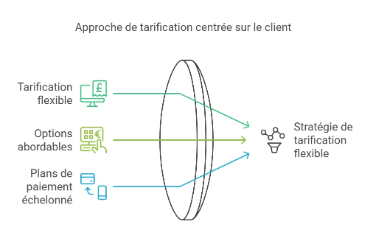 Approche de tarification centrée sur le client
Tarification
flexible
Options
abordables
Plans de
paiement
échelonné
Stratégie de
tarification
flexible